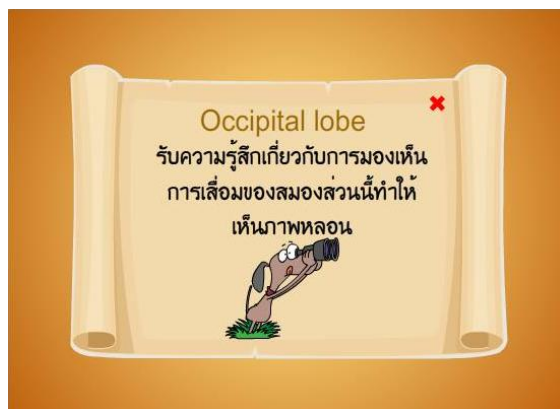 Occipital lobe
รับความรู้สึกเกี่ยวกับการมองเห็น
การเสื่อมของสมองส่วนนี้ทำให้
เห็นภาพหลอน